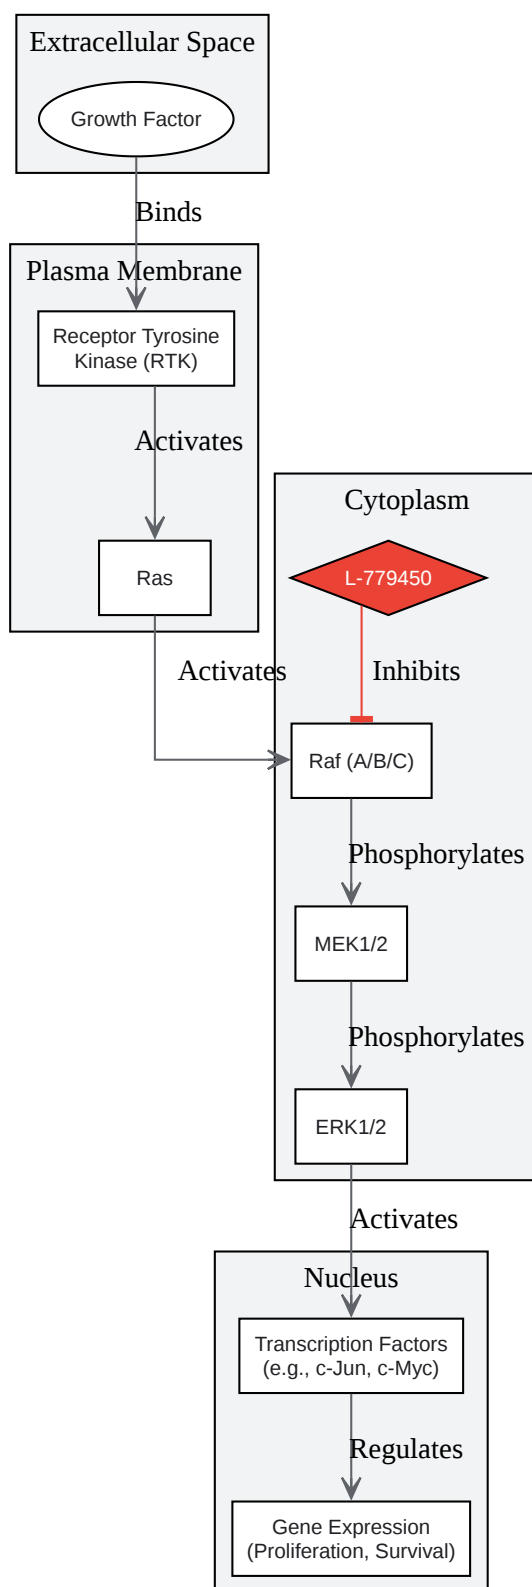 Extracellular Space
Growth Factor
Binds
Plasma Membrane
Receptor Tyrosine
Kinase (RTK)
Activates
Ras
Activates
Cytoplasm
L-779450
Inhibits
Raf (A/B/C)
Phosphorylates
MEK1/2
Phosphorylates
ERK1/2
Activates
Nucleus
Transcription Factors
(e.g., c-Jun, c-Myc)
Regulates
Gene Expression
(Proliferation, Survival)